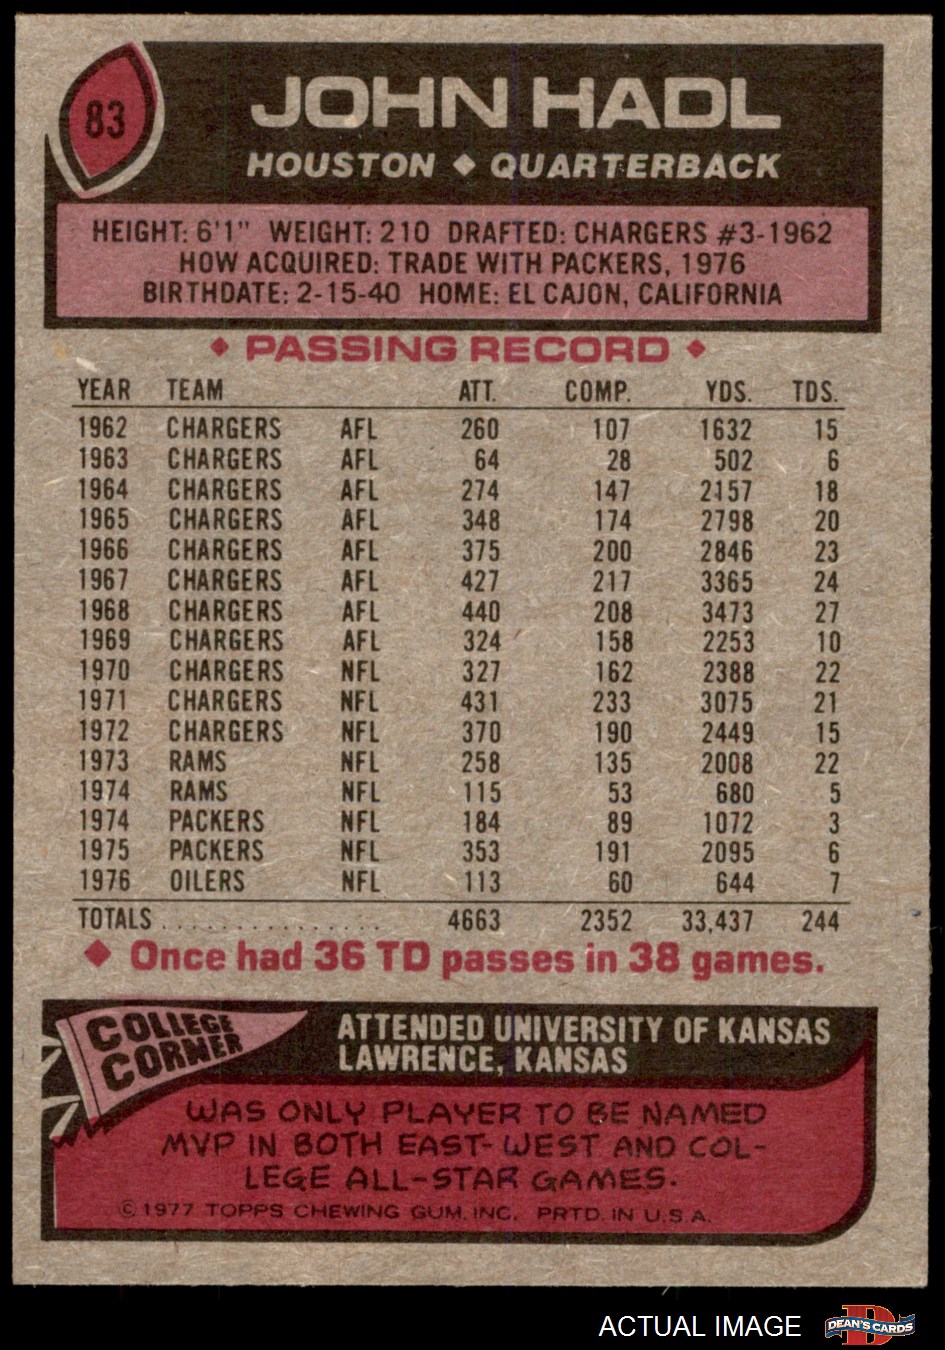 83
JOHN HADL
HOUSTON ◆ QUARTERBACK
HEIGHT: 6'1" WEIGHT: 210 DRAFTED: CHARGERS #3-1962
HOW ACQUIRED: TRADE WITH PACKERS, 1976
BIRTHDATE: 2-15-40 HOME: EL CAJON, CALIFORNIA
◆ PASSING RECORD ◆
YEAR TEAM ATT. COMP. YDS. TDS.
1962 CHARGERS AFL 260 107 1632 15
1963 CHARGERS AFL 64 28 502 6
1964 CHARGERS AFL 274 147 2157 18
1965 CHARGERS AFL 348 174 2798 20
1966 CHARGERS AFL 375 200 2846 23
1967 CHARGERS AFL 427 217 3365 24
1968 CHARGERS AFL 440 208 3473 27
1969 CHARGERS AFL 324 158 2253 10
1970 CHARGERS NFL 327 162 2388 22
1971 CHARGERS NFL 431 233 3075 21
1972 CHARGERS NFL 370 190 2449 15
1973 RAMS NFL 258 135 2008 22
1974 RAMS NFL 115 53 680 5
1974 PACKERS NFL 184 89 1072 3
1975 PACKERS NFL 353 191 2095 6
1976 OILERS NFL 113 60 644 7
TOTALS ................ 4663 2352 33,437 244
◆ Once had 36 TD passes in 38 games.
COLLEGE
CORNER
ATTENDED UNIVERSITY OF KANSAS
LAWRENCE, KANSAS
WAS ONLY PLAYER TO BE NAMED
MVP IN BOTH EAST-WEST AND COL-
LEGE ALL-STAR GAMES.
©1977 TOPPS CHEWING GUM, INC. PRTD. IN U.S.A.
ACTUAL IMAGE
D
DEAN'S CARDS